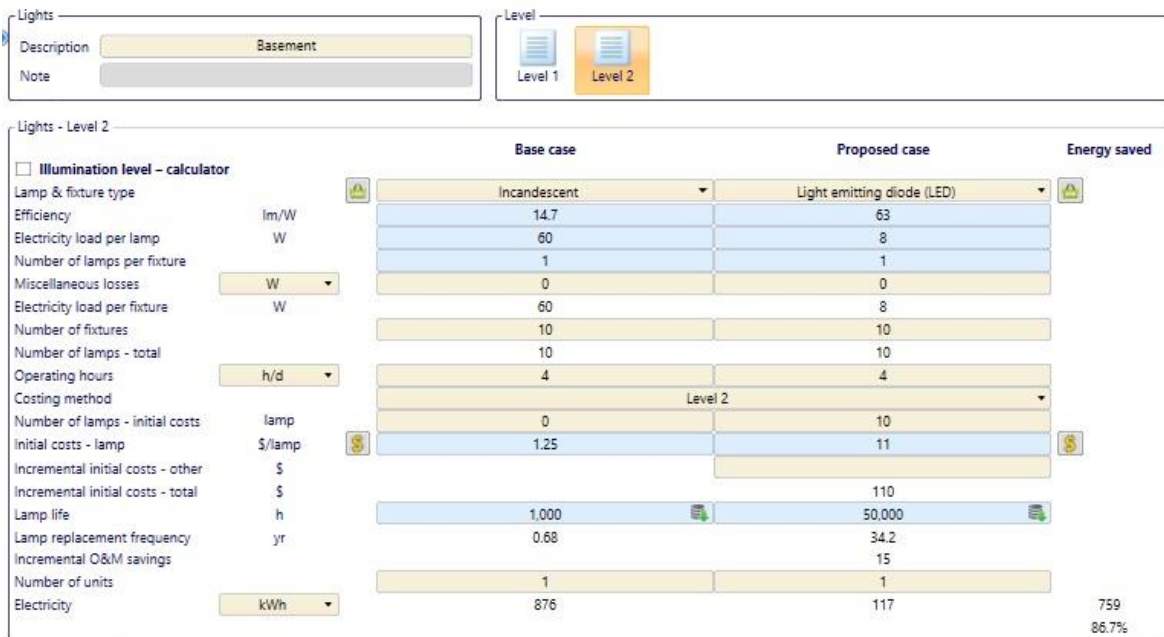 Lights
Description Basement
Note
Level
Level 1 Level 2
Lights - Level 2
Base case Proposed case Energy saved
Illumination level – calculator
Lamp & fixture type Incandescent Light emitting diode (LED)
Efficiency lm/W 14.7 63
Electricity load per lamp W 60 8
Number of lamps per fixture 1 1
Miscellaneous losses W 0 0
Electricity load per fixture W 60 8
Number of fixtures 10 10
Number of lamps - total 10 10
Operating hours h/d 4 4
Costing method Level 2
Number of lamps - initial costs lamp 0 10
Initial costs - lamp $/lamp $ 1.25 11 $
Incremental initial costs - other $
Incremental initial costs - total $ 110
Lamp life h 1,000 50,000
Lamp replacement frequency yr 0.68 34.2
Incremental O&M savings 15
Number of units 1 1
Electricity kWh 876 117 759
86.7%